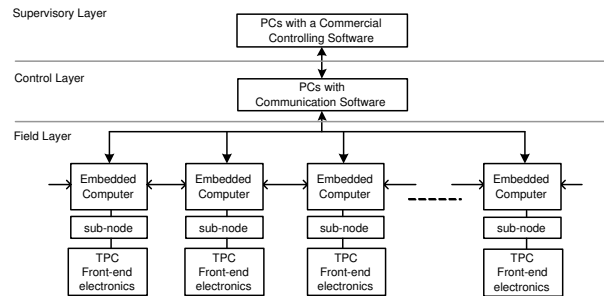 Supervisory Layer
PCs with a Commercial
Controlling Software
Control Layer
PCs with
Communication Software
Field Layer
Embedded
Computer
Embedded
Computer
Embedded
Computer
Embedded
Computer
sub-node
sub-node
sub-node
sub-node
TPC
Front-end
electronics
TPC
Front-end
electronics
TPC
Front-end
electronics
TPC
Front-end
electronics